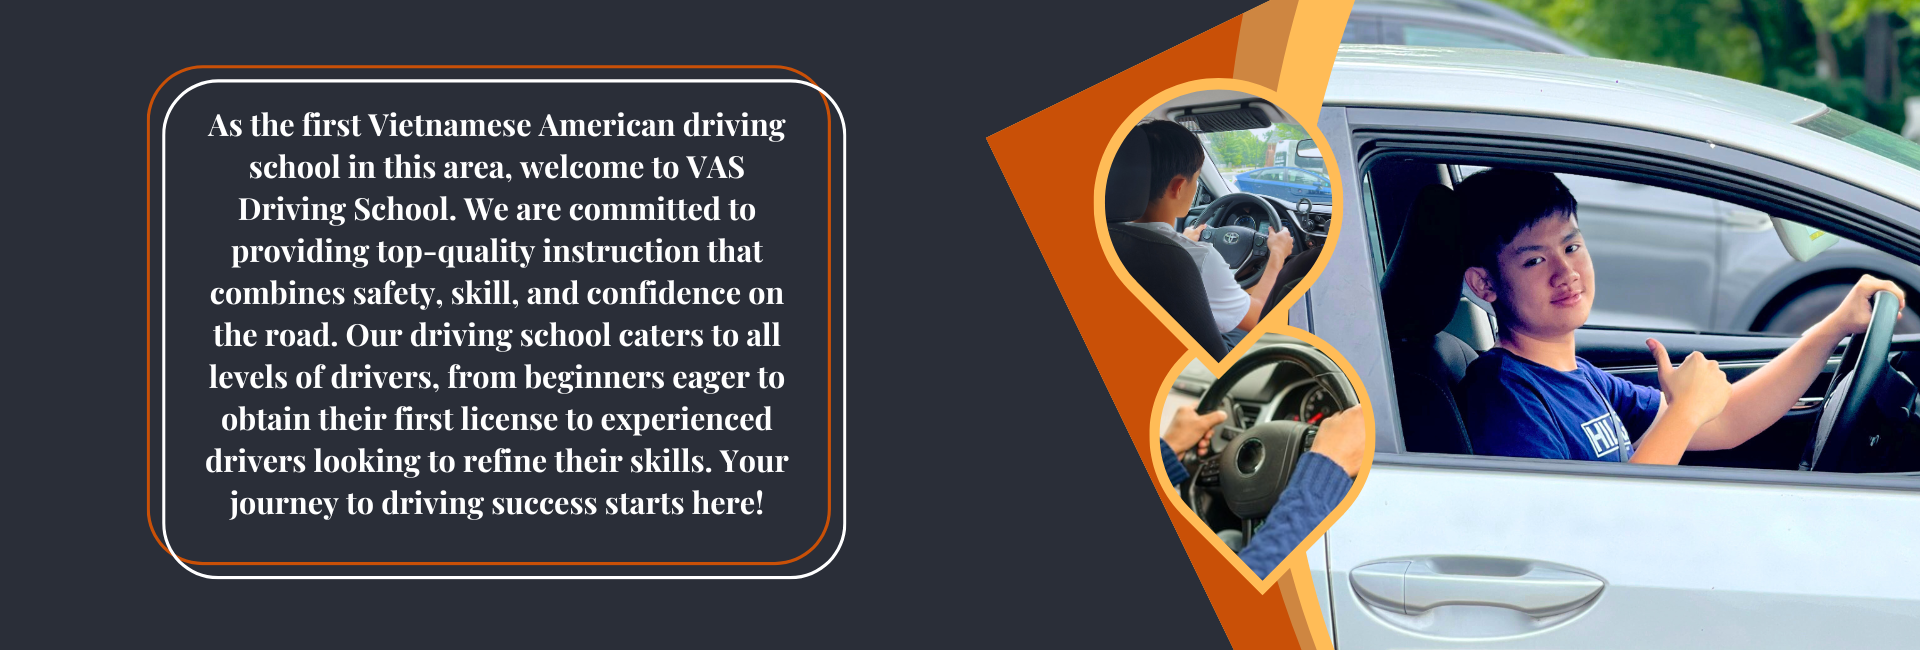 As the first Vietnamese American driving
school in this area, welcome to VAS
Driving School. We are committed to
providing top-quality instruction that
combines safety, skill, and confidence on
the road. Our driving school caters to all
levels of drivers, from beginners eager to
obtain their first license to experienced
drivers looking to refine their skills. Your
journey to driving success starts here!